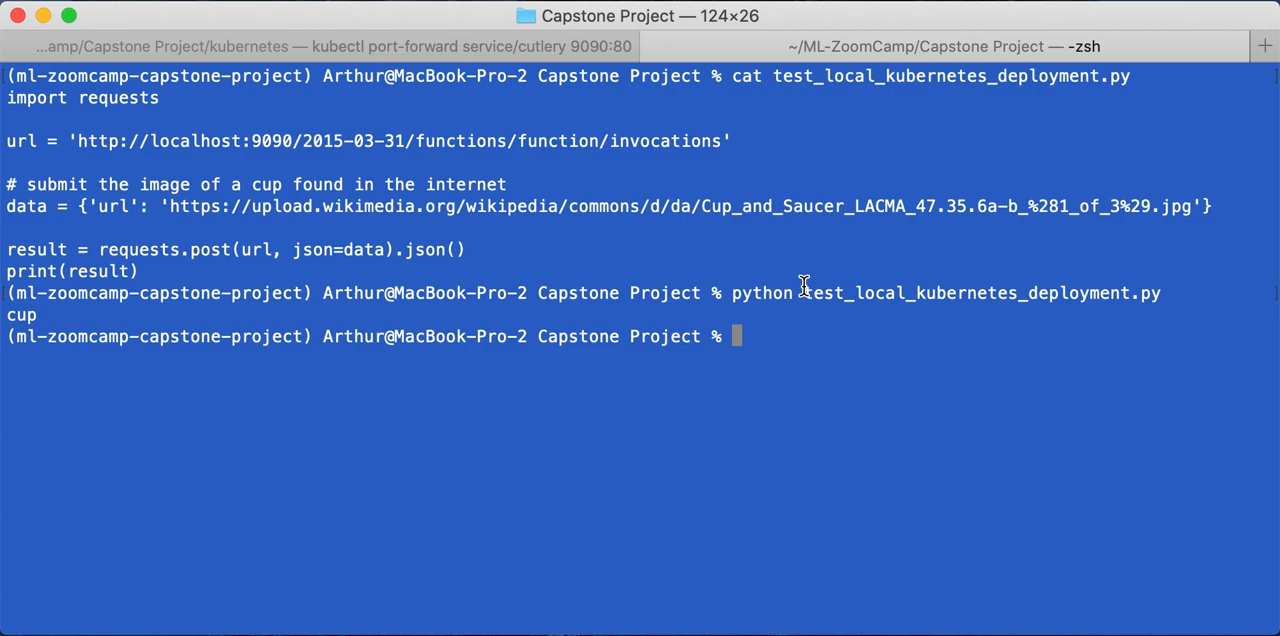 Capstone Project — 124×26
...amp/Capstone Project/kubernetes — kubectl port-forward service/cutlery 9090:80
~/ML-ZoomCamp/Capstone Project — -zsh
+
(ml-zoomcamp-capstone-project) Arthur@MacBook-Pro-2 Capstone Project % cat test_local_kubernetes_deployment.py
import requests
url = 'http://localhost:9090/2015-03-31/functions/function/invocations'
# submit the image of a cup found in the internet
data = {'url': 'https://upload.wikimedia.org/wikipedia/commons/d/da/Cup_and_Saucer_LACMA_47.35.6a-b_%281_of_3%29.jpg'}
result = requests.post(url, json=data).json()
print(result)
(ml-zoomcamp-capstone-project) Arthur@MacBook-Pro-2 Capstone Project % python test_local_kubernetes_deployment.py
cup
(ml-zoomcamp-capstone-project) Arthur@MacBook-Pro-2 Capstone Project %